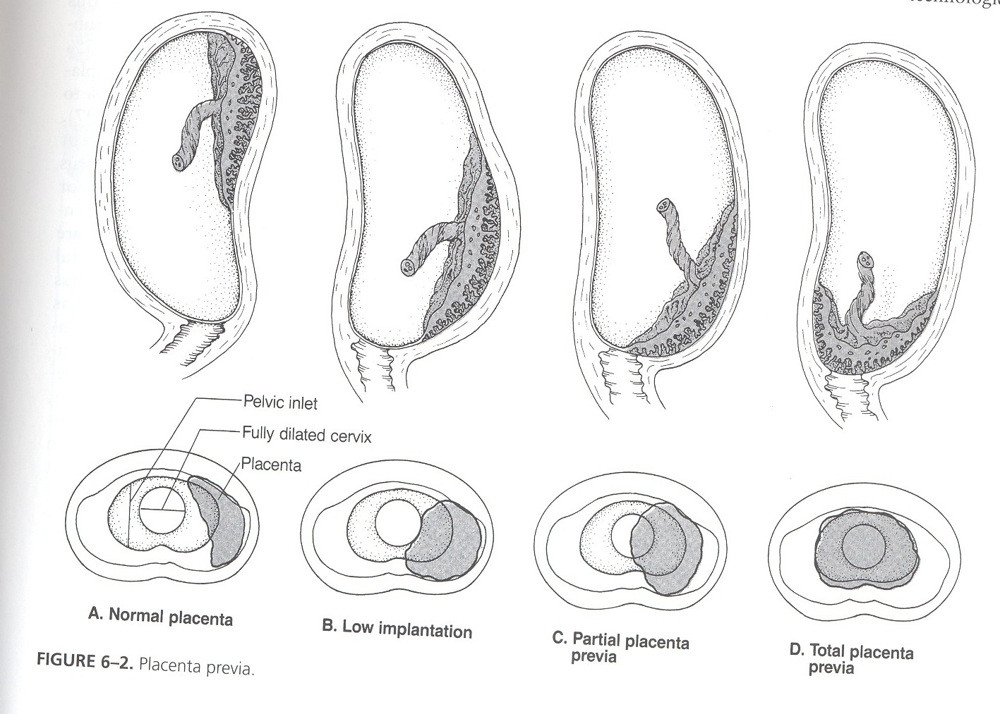 Pelvic inlet
Fully dilated cervix
Placenta
A. Normal placenta
B. Low implantation
C. Partial placenta
previa
D. Total placenta
previa
FIGURE 6–2. Placenta previa.